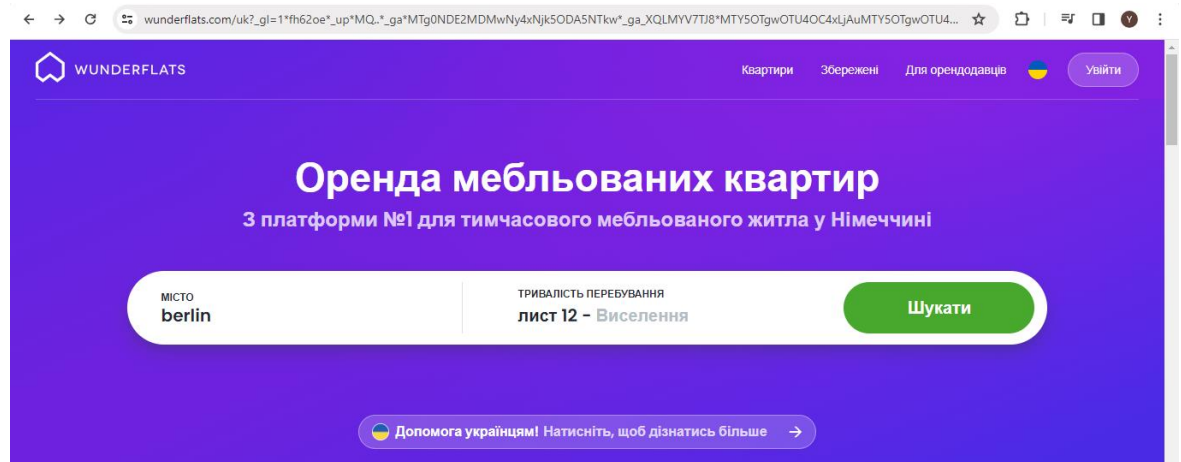 wunderflats.com/uk?_gl=1*fh62oe*_up*MQ..*_ga*MTg0NDE2MDMwNy4xNjk5ODA5NTkw*_ga_XQLMYV7TJ8*MTY5OTgwOTU4OC4xLjAuMTY5OTgwOTU4...
Y
WUNDERFLATS
Квартири Збережені Для орендодавців Увійти
Оренда мебльованих квартир
З платформи №1 для тимчасового мебльованого житла у Німеччині
МІСТО
berlin
ТРИВАЛІСТЬ ПЕРЕБУВАННЯ
лист 12 – Виселення
Шукати
Допомога українцям! Натисніть, щоб дізнатись більше →